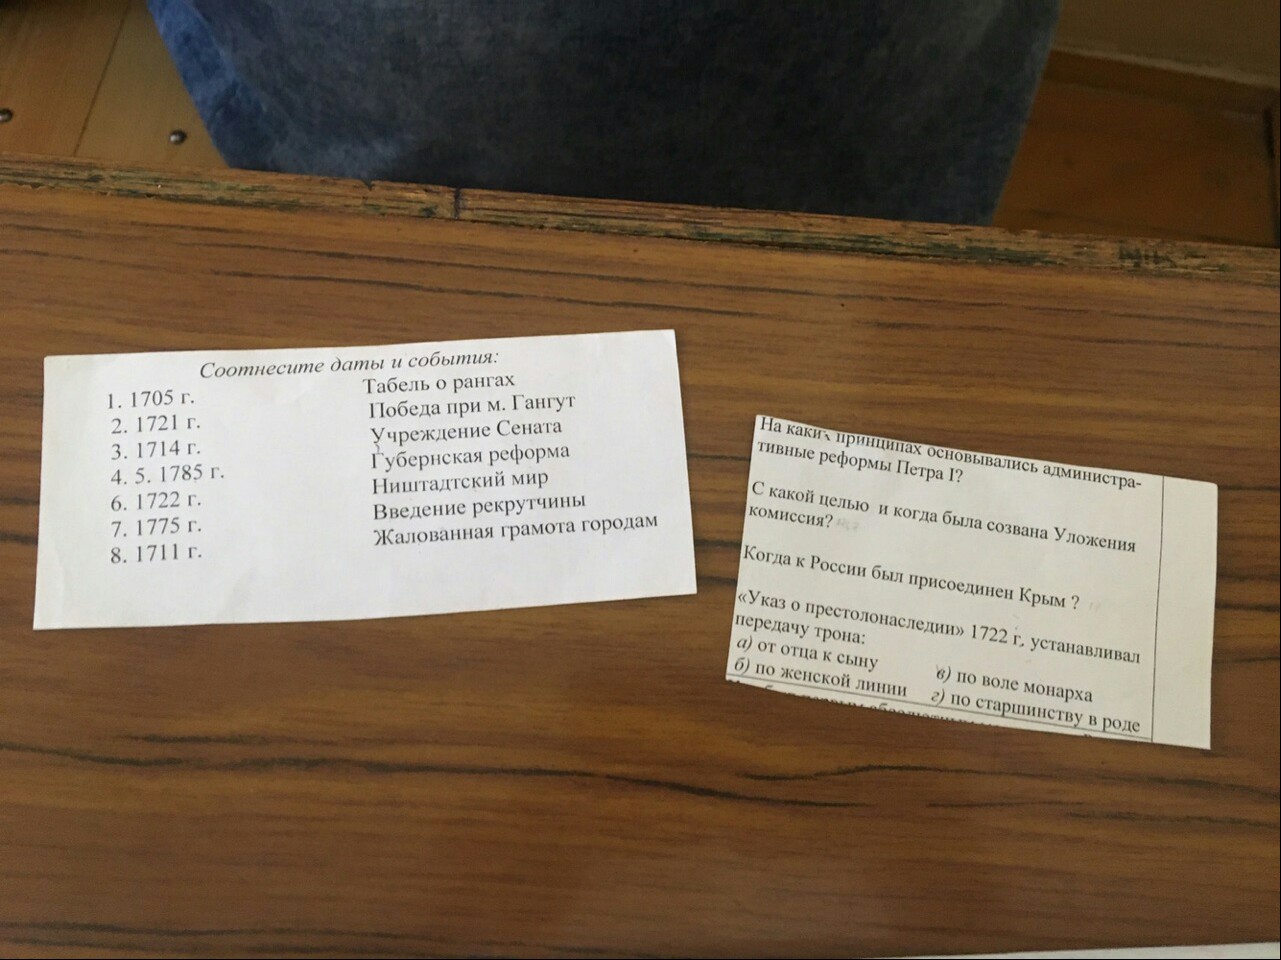 Соотнесите даты и события:
1. 1705 г. Табель о рангах
2. 1721 г. Победа при м. Гангут
3. 1714 г. Учреждение Сената
4. 5. 1785 г. Губернская реформа
6. 1722 г. Ништадтский мир
7. 1775 г. Введение рекрутчины
8. 1711 г. Жалованная грамота городам
На каких принципах основывались администра-
тивные реформы Петра I?
С какой целью и когда была созвана Уложения
комиссия?
Когда к России был присоединен Крым ?
«Указ о престолонаследии» 1722 г, устанавливал
передачу трона:
а) от отца к сыну в) по воле монарха
б) по женской линии г) по старшинству в роде